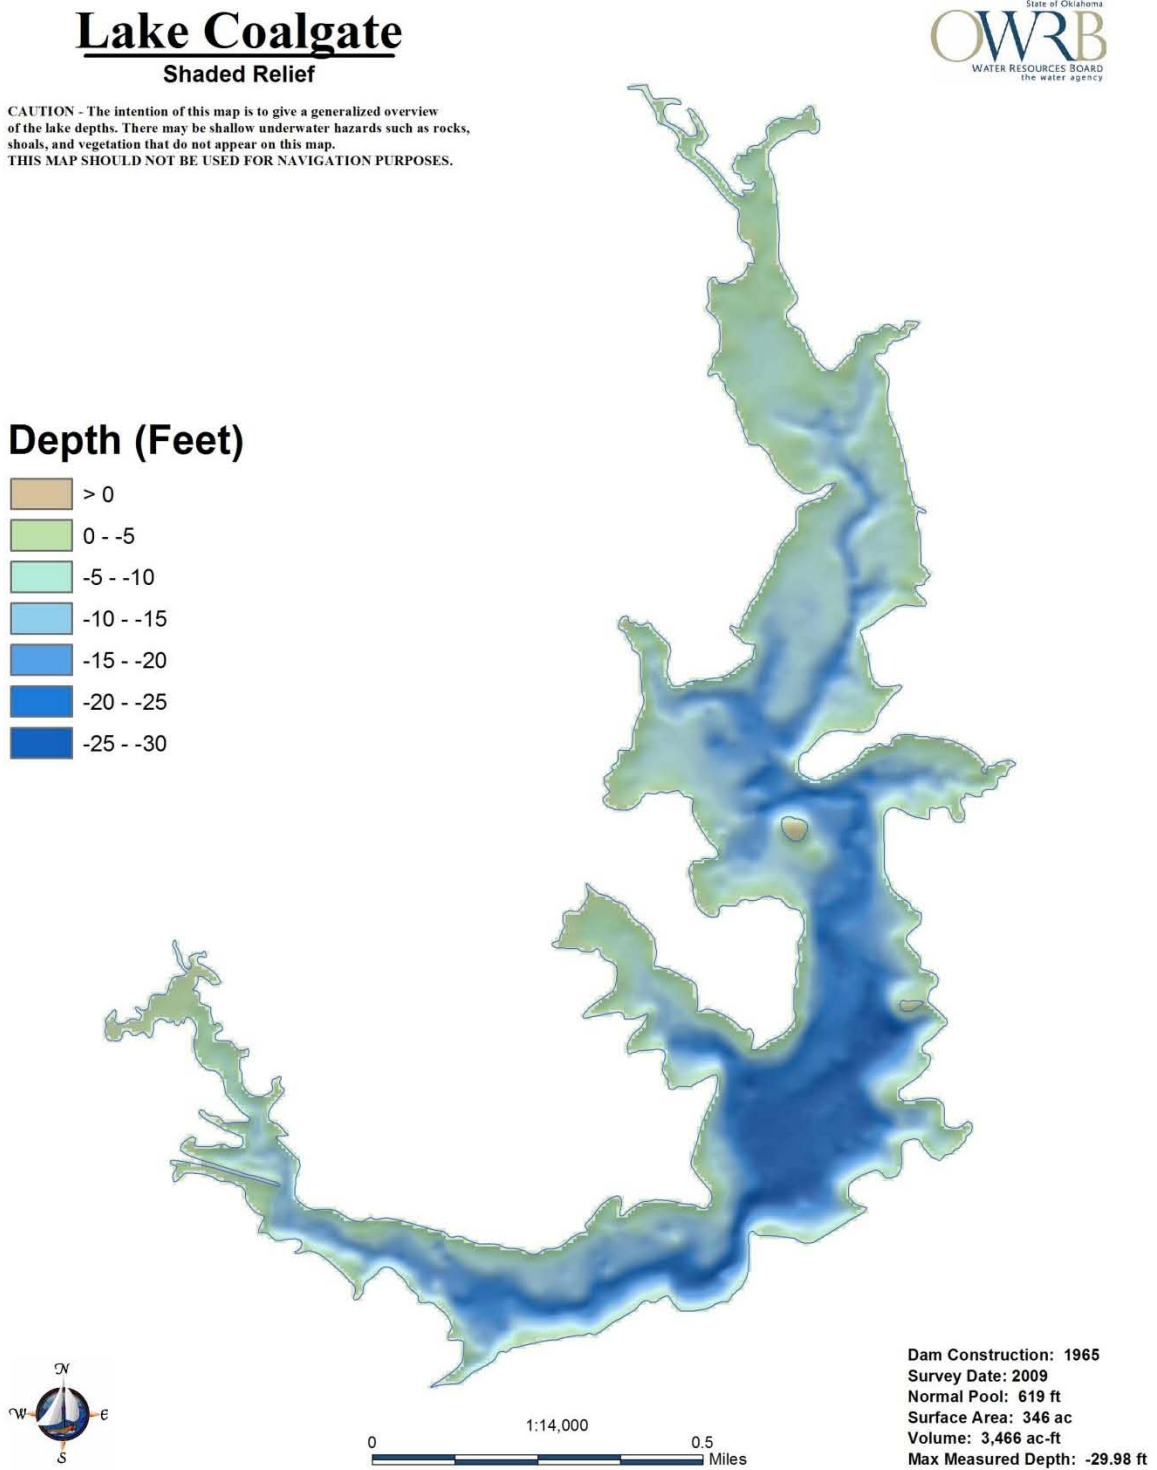 Lake Coalgate
Shaded Relief
State of Oklahoma
OWRB
WATER RESOURCES BOARD
the water agency
CAUTION - The intention of this map is to give a generalized overview
of the lake depths. There may be shallow underwater hazards such as rocks,
shoals, and vegetation that do not appear on this map.
THIS MAP SHOULD NOT BE USED FOR NAVIGATION PURPOSES.
Depth (Feet)
> 0
0 - -5
-5 - -10
-10 - -15
-15 - -20
-20 - -25
-25 - -30
N
W E
S
1:14,000
0 0.5
Miles
Dam Construction: 1965
Survey Date: 2009
Normal Pool: 619 ft
Surface Area: 346 ac
Volume: 3,466 ac-ft
Max Measured Depth: -29.98 ft